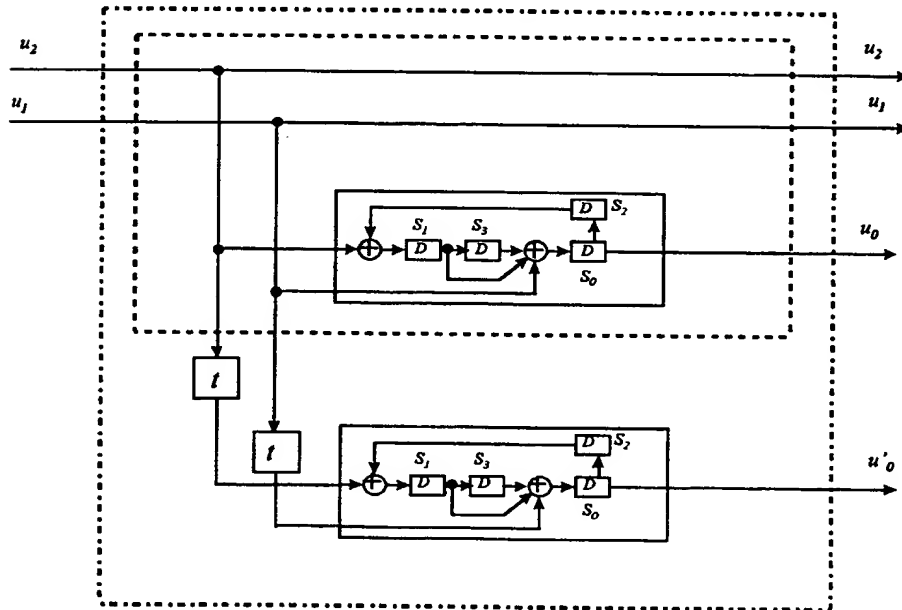 u2 u2
u1 u1
D S2
S1 S3
D D D u0
S0
t
t
D S2
S1 S3
D D D u'0
S0